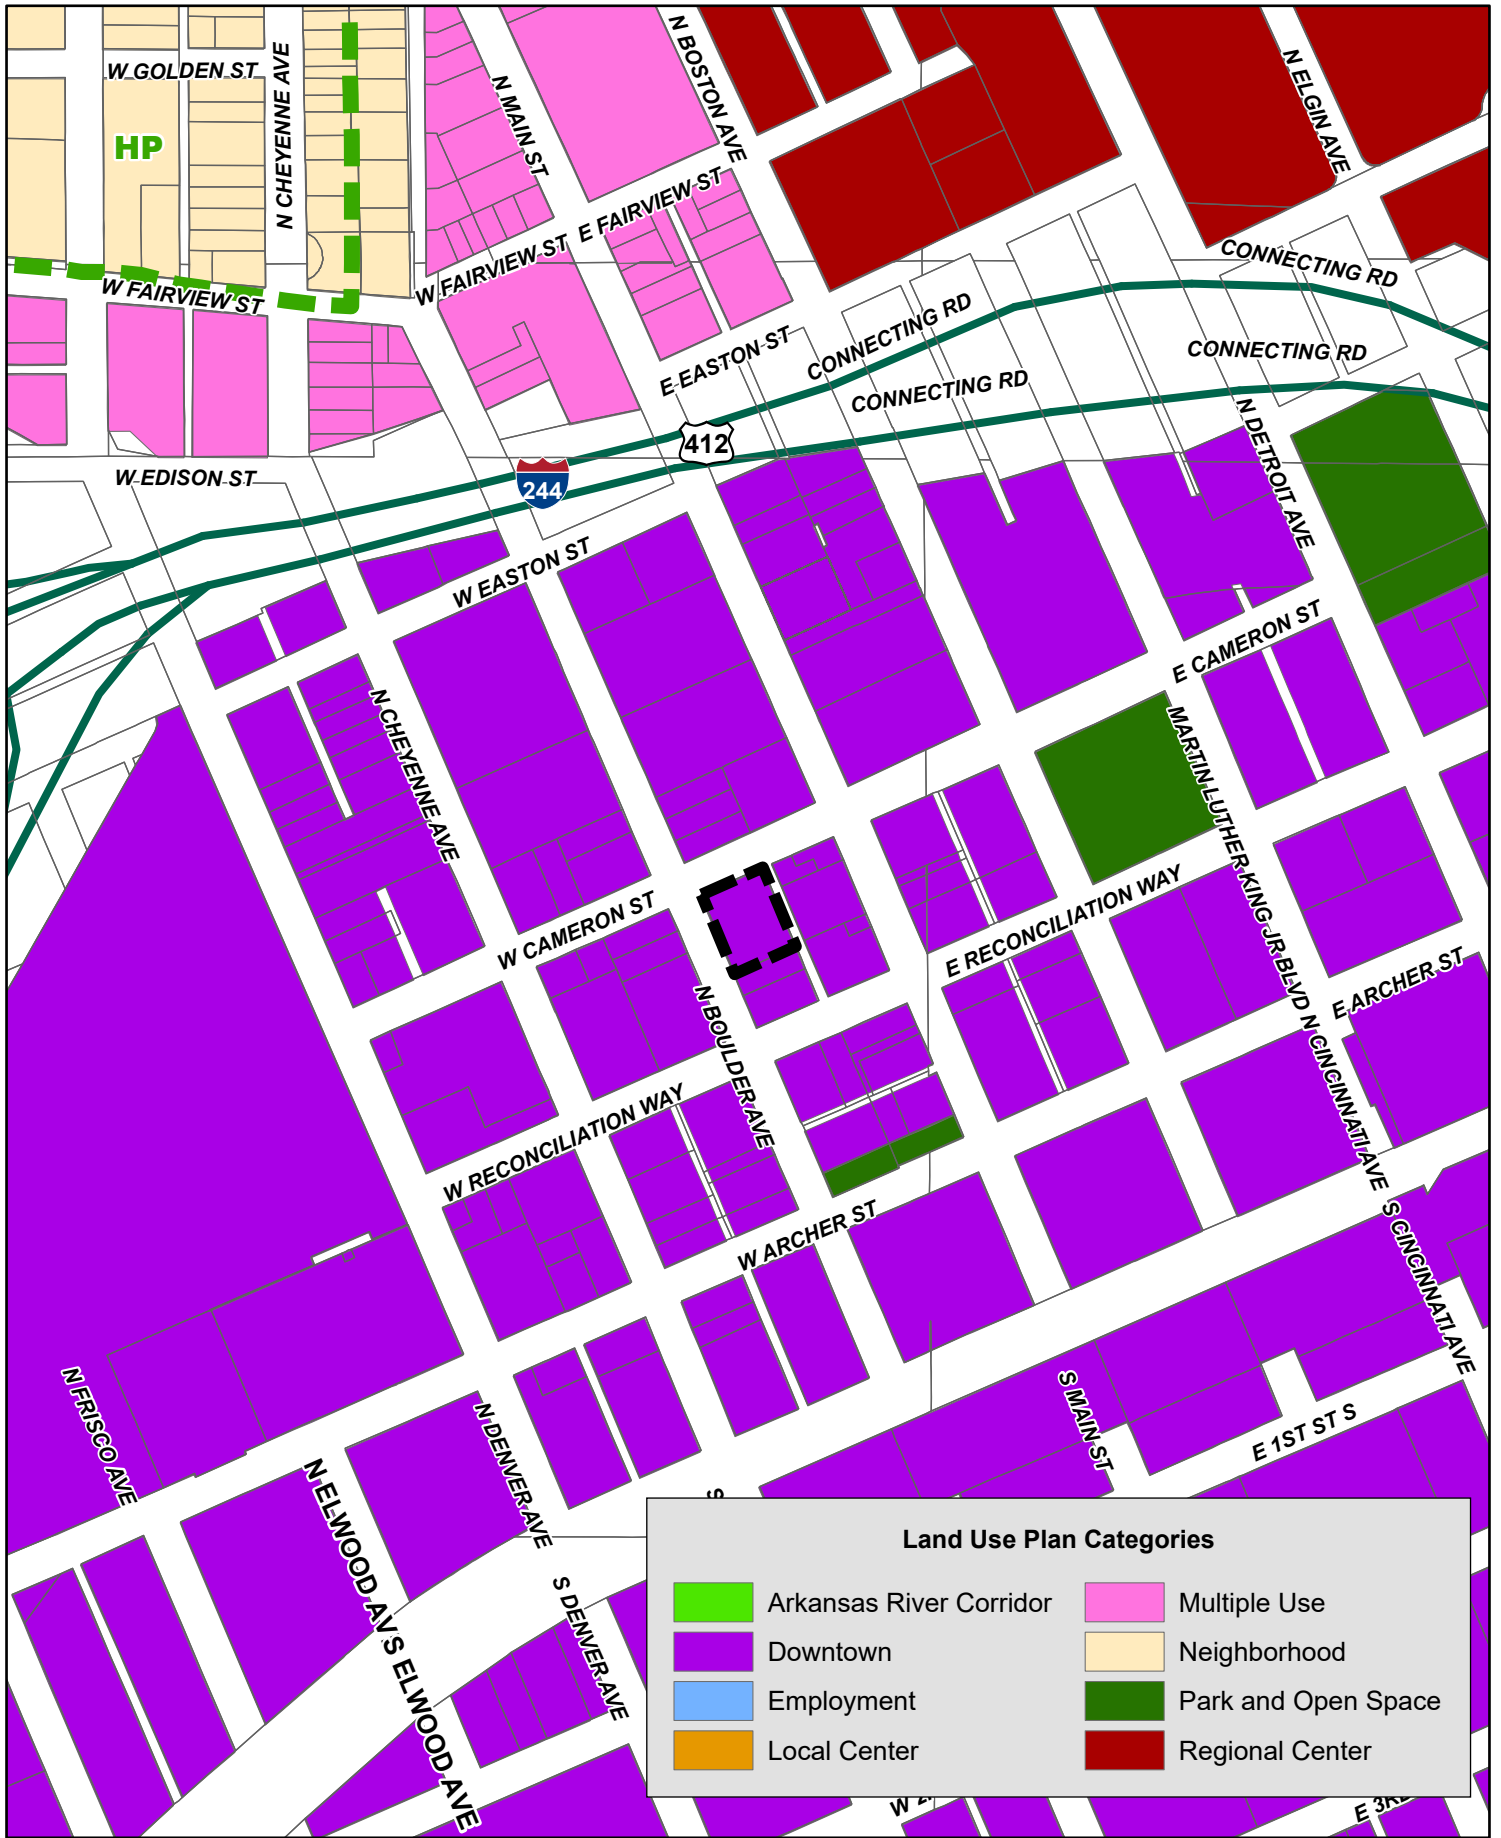 W GOLDEN ST
N CHEYENNE AVE
N MAIN ST
N BOSTON AVE
N ELGIN AVE
HP
E FAIRVIEW ST
W FAIRVIEW ST
W FAIRVIEW ST
CONNECTING RD
CONNECTING RD
CONNECTING RD
CONNECTING RD
E EASTON ST
412
244
W EDISON ST
N DETROIT AVE
W EASTON ST
E CAMERON ST
N CHEYENNE AVE
MARTIN LUTHER KING JR BLVD
W CAMERON ST
E RECONCILIATION WAY
E ARCHER ST
N BOULDER AVE
N CINCINNATI AVE
W RECONCILIATION WAY
W ARCHER ST
S CINCINNATI AVE
N FRISCO AVE
N DENVER AVE
S MAIN ST
E 1ST ST S
N ELWOOD AV
S ELWOOD AVE
S DENVER AVE
S
Land Use Plan Categories
Arkansas River Corridor
Downtown
Employment
Local Center
Multiple Use
Neighborhood
Park and Open Space
Regional Center
W